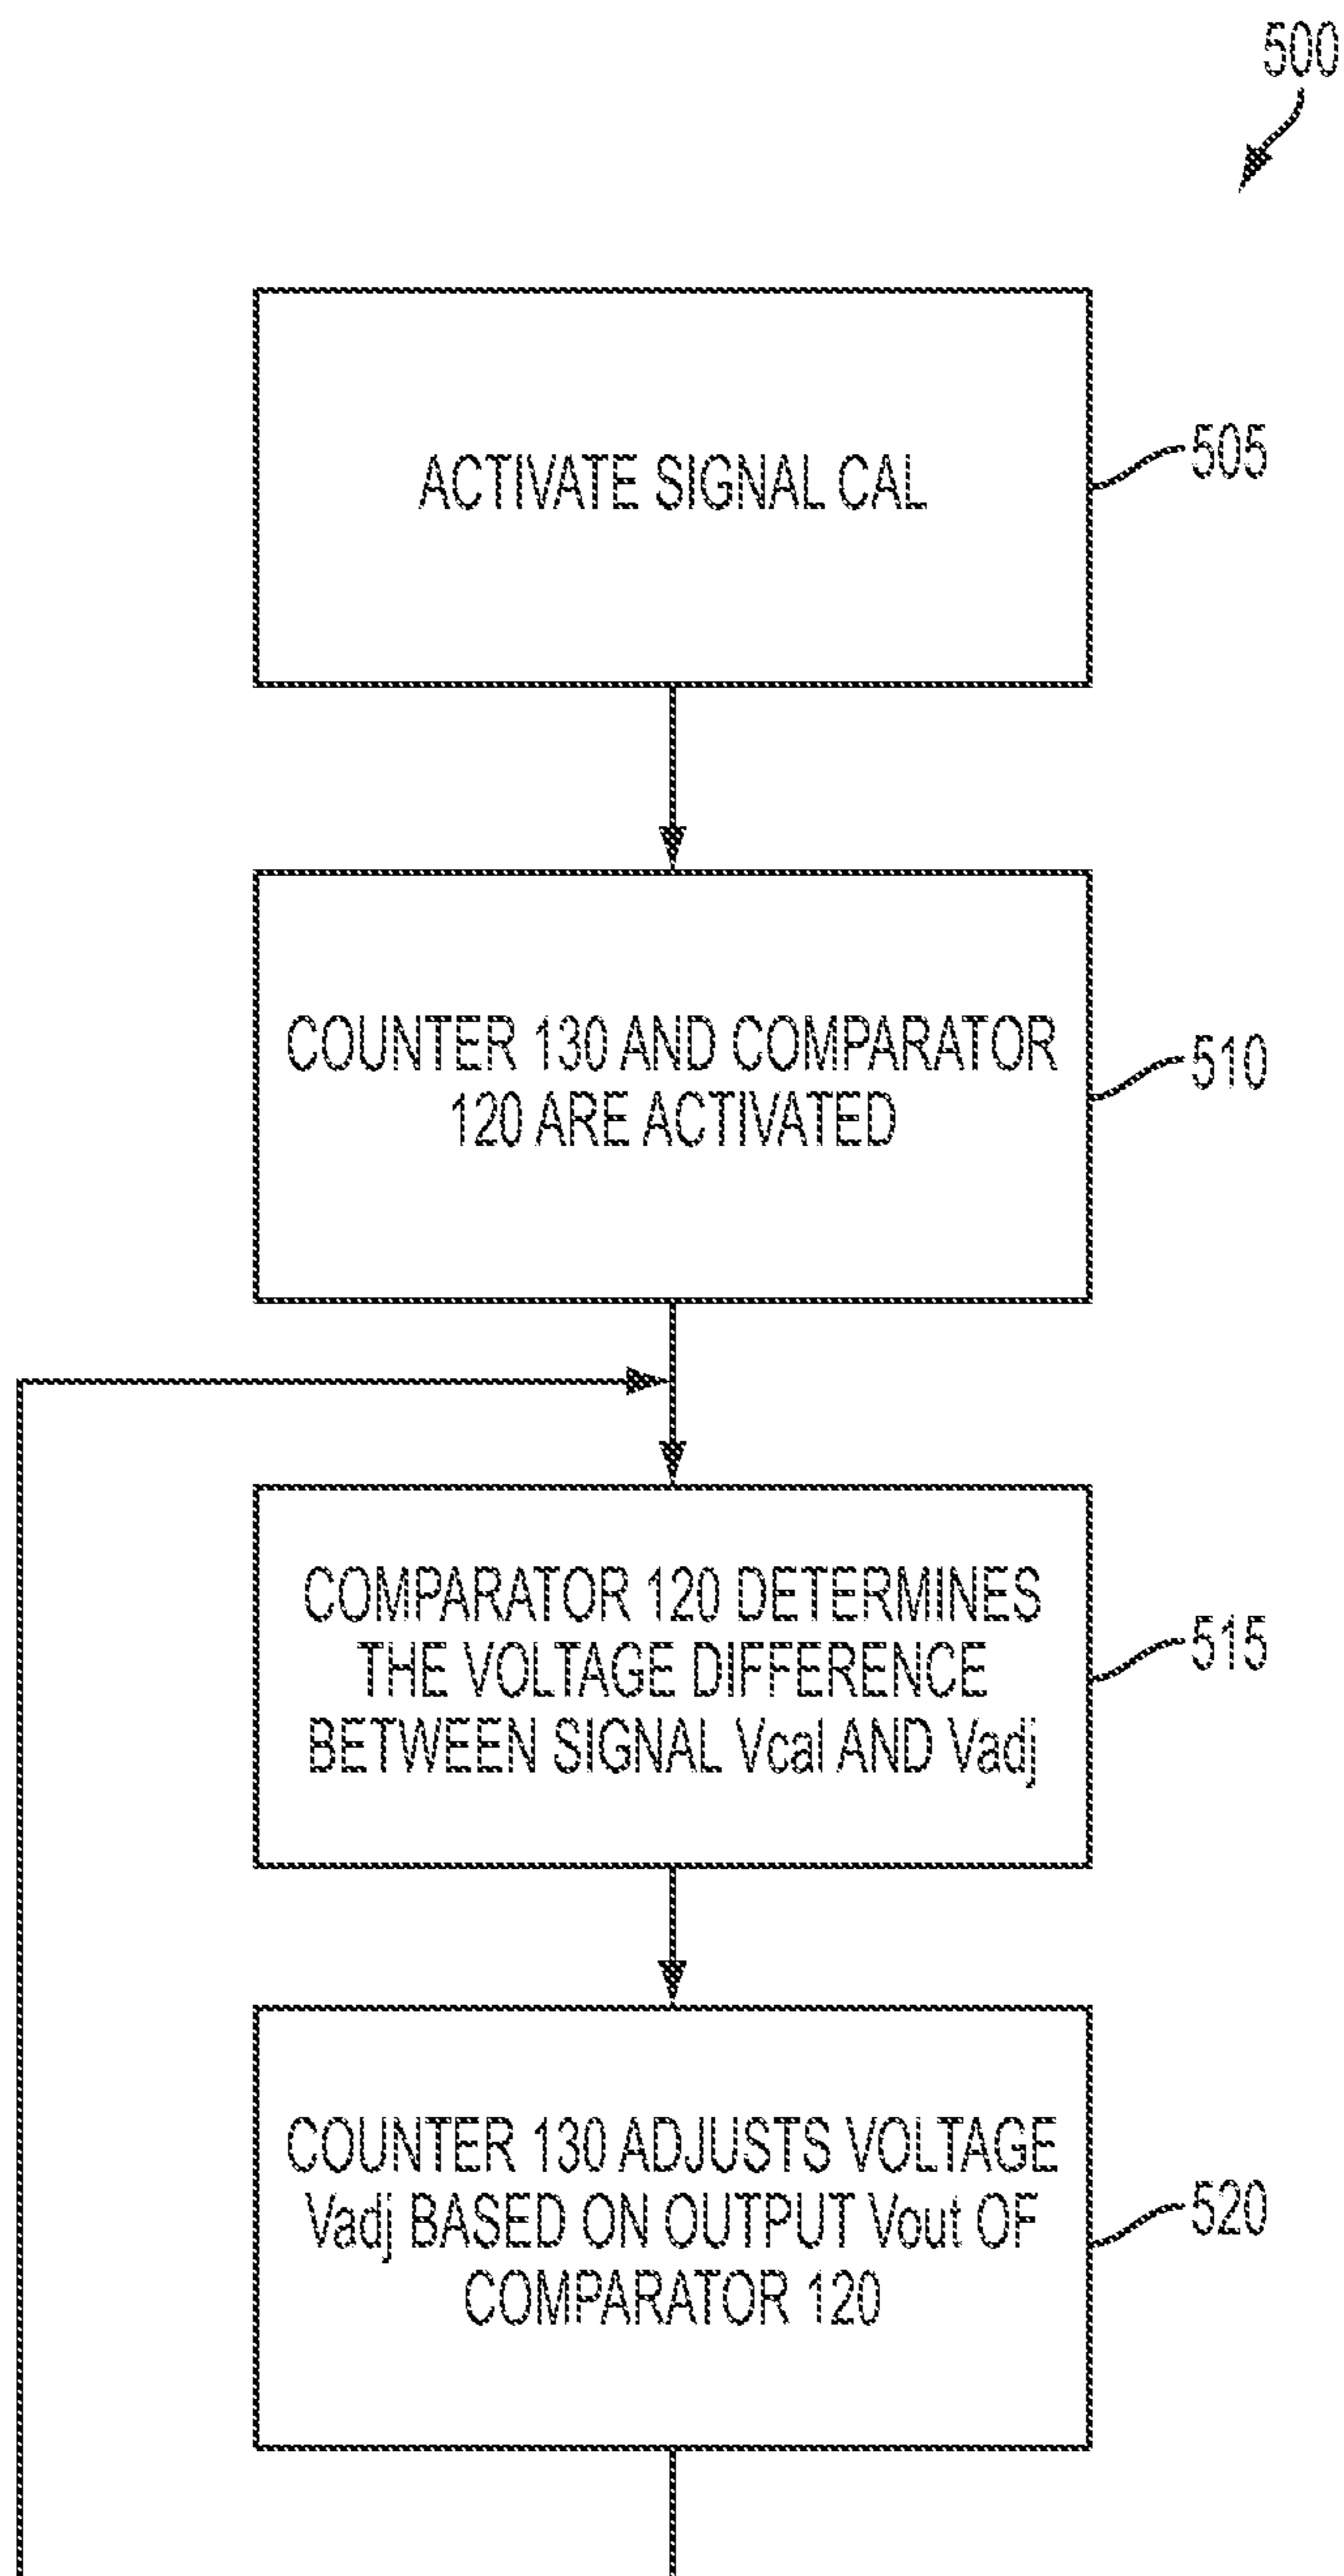 500
ACTIVATE SIGNAL CAL
505
COUNTER 130 AND COMPARATOR
120 ARE ACTIVATED
510
COMPARATOR 120 DETERMINES
THE VOLTAGE DIFFERENCE
BETWEEN SIGNAL Vcal AND Vadj
515
COUNTER 130 ADJUSTS VOLTAGE
Vadj BASED ON OUTPUT Vout OF
COMPARATOR 120
520